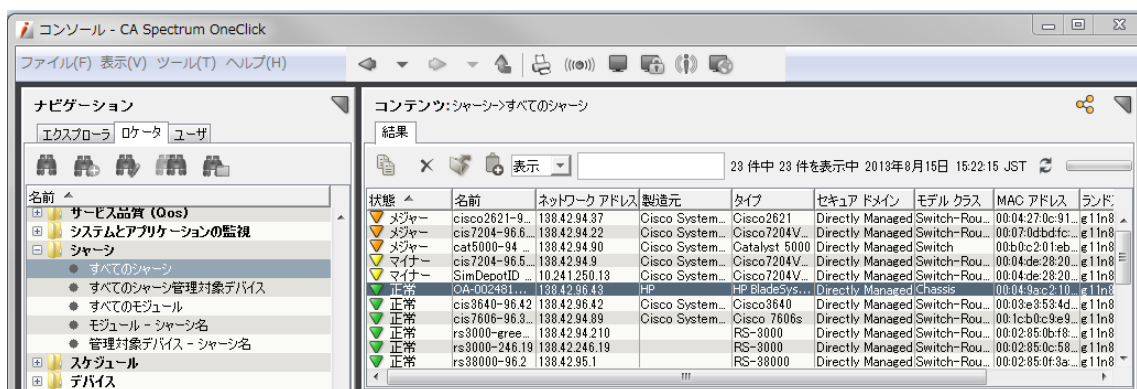 コンソール - CA Spectrum OneClick
ファイル(F) 表示(V) ツール(T) ヘルプ(H)
ナビゲーション
エクスプローラ ロケータ ユーザ
名前
サービス品質 (Qos)
システムとアプリケーションの監視
シャーシ
すべてのシャーシ
すべてのシャーシ管理対象デバイス
すべてのモジュール
モジュール - シャーシ名
管理対象デバイス - シャーシ名
スケジュール
デバイス
コンテンツ:シャーシ->すべてのシャーシ
結果
表示 23 件中 23 件を表示中 2013年8月15日 15:22:15 JST
状態 名前 ネットワーク アドレス 製造元 タイプ セキュア ドメイン モデル クラス MAC アドレス ランド
メジャー cisco2621-9... 138.42.94.37 Cisco System... Cisco2621 Directly Managed Switch-Rou... 00:04:27:0c:91... g11n8
メジャー cis7204-96.6... 138.42.94.22 Cisco System... Cisco7204V... Directly Managed Switch-Rou... 00:07:0d:bd:fc:... g11n8
メジャー cat5000-94 ... 138.42.94.90 Cisco System... Catalyst 5000 Directly Managed Switch 00:b0:c2:01:eb... g11n8
マイナー cis7204-96.5... 138.42.94.9 Cisco System... Cisco7204V... Directly Managed Switch-Rou... 00:04:de:28:20... g11n8
マイナー SimDepotID ... 10.241.250.13 Cisco System... Cisco7204V... Directly Managed Switch-Rou... 00:04:de:28:20... g11n8
正常 OA-002481... 138.42.96.43 HP HP BladeSys... Directly Managed Chassis 00:04:9a:c2:10... g11n8
正常 cis3640-96.42 138.42.96.42 Cisco System... Cisco3640 Directly Managed Switch-Rou... 00:03:e3:53:4d... g11n8
正常 cis7606-96.3... 138.42.94.89 Cisco System... Cisco 7606s Directly Managed Switch-Rou... 00:1c:b0:c9:e9... g11n8
正常 rs3000-gree... 138.42.94.210 RS-3000 Directly Managed Switch-Rou... 00:02:85:0b:f8:... g11n8
正常 rs3000-246.19 138.42.246.19 RS-3000 Directly Managed Switch-Rou... 00:02:85:0c:58... g11n8
正常 rs38000-96.2 138.42.95.1 RS-38000 Directly Managed Switch-Rou... 00:02:85:0f:3a:... g11n8